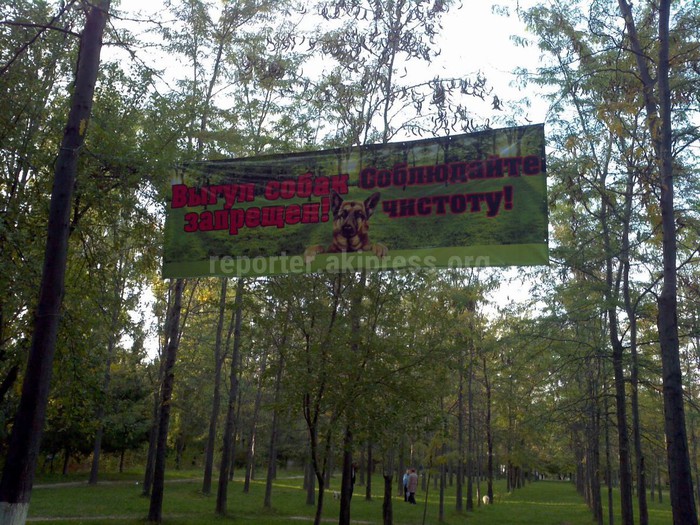 Выгул собак
запрещен!
Соблюдайте
чистоту!
reporter.akipress.org